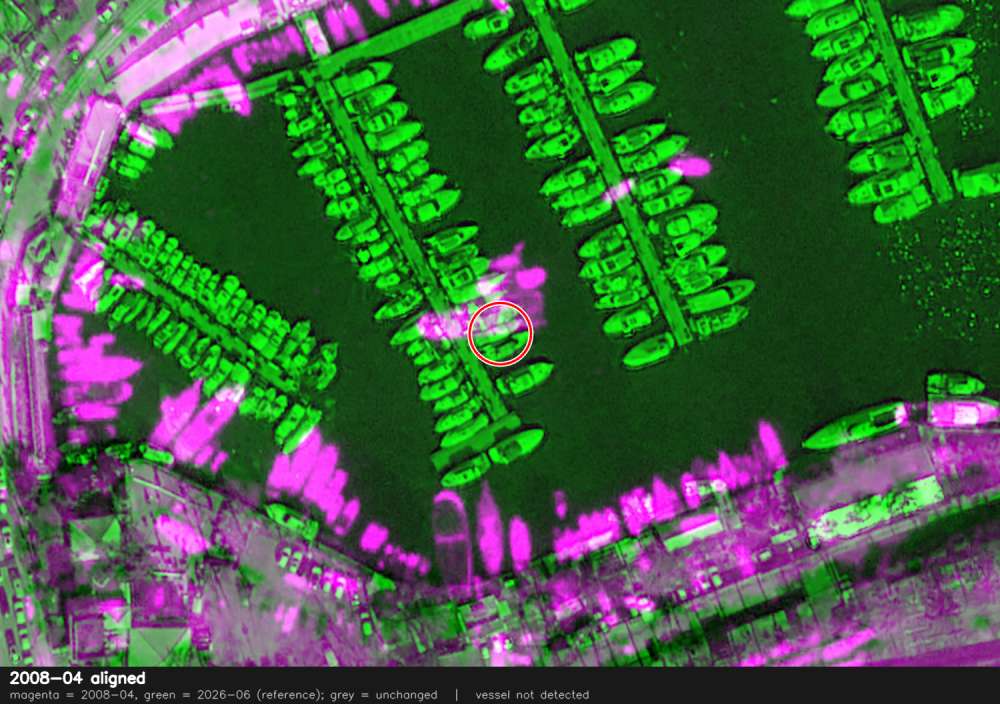 2008-04 aligned
magenta = 2008-04, green = 2026-06 (reference); grey = unchanged | vessel not detected